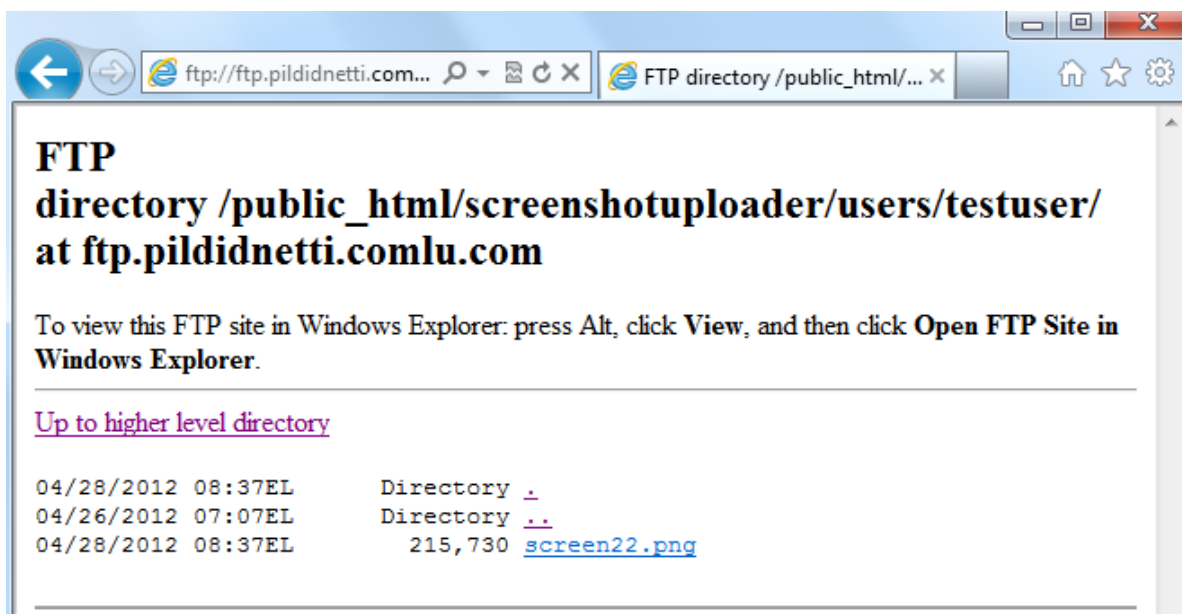 ftp://ftp.pildidnetti.com...
FTP directory /public_html/...
FTP
directory /public_html/screenshotuploader/users/testuser/
at ftp.pildidnetti.comlu.com
To view this FTP site in Windows Explorer: press Alt, click View, and then click Open FTP Site in
Windows Explorer.
Up to higher level directory
04/28/2012 08:37EL Directory .
04/26/2012 07:07EL Directory ..
04/28/2012 08:37EL 215,730 screen22.png